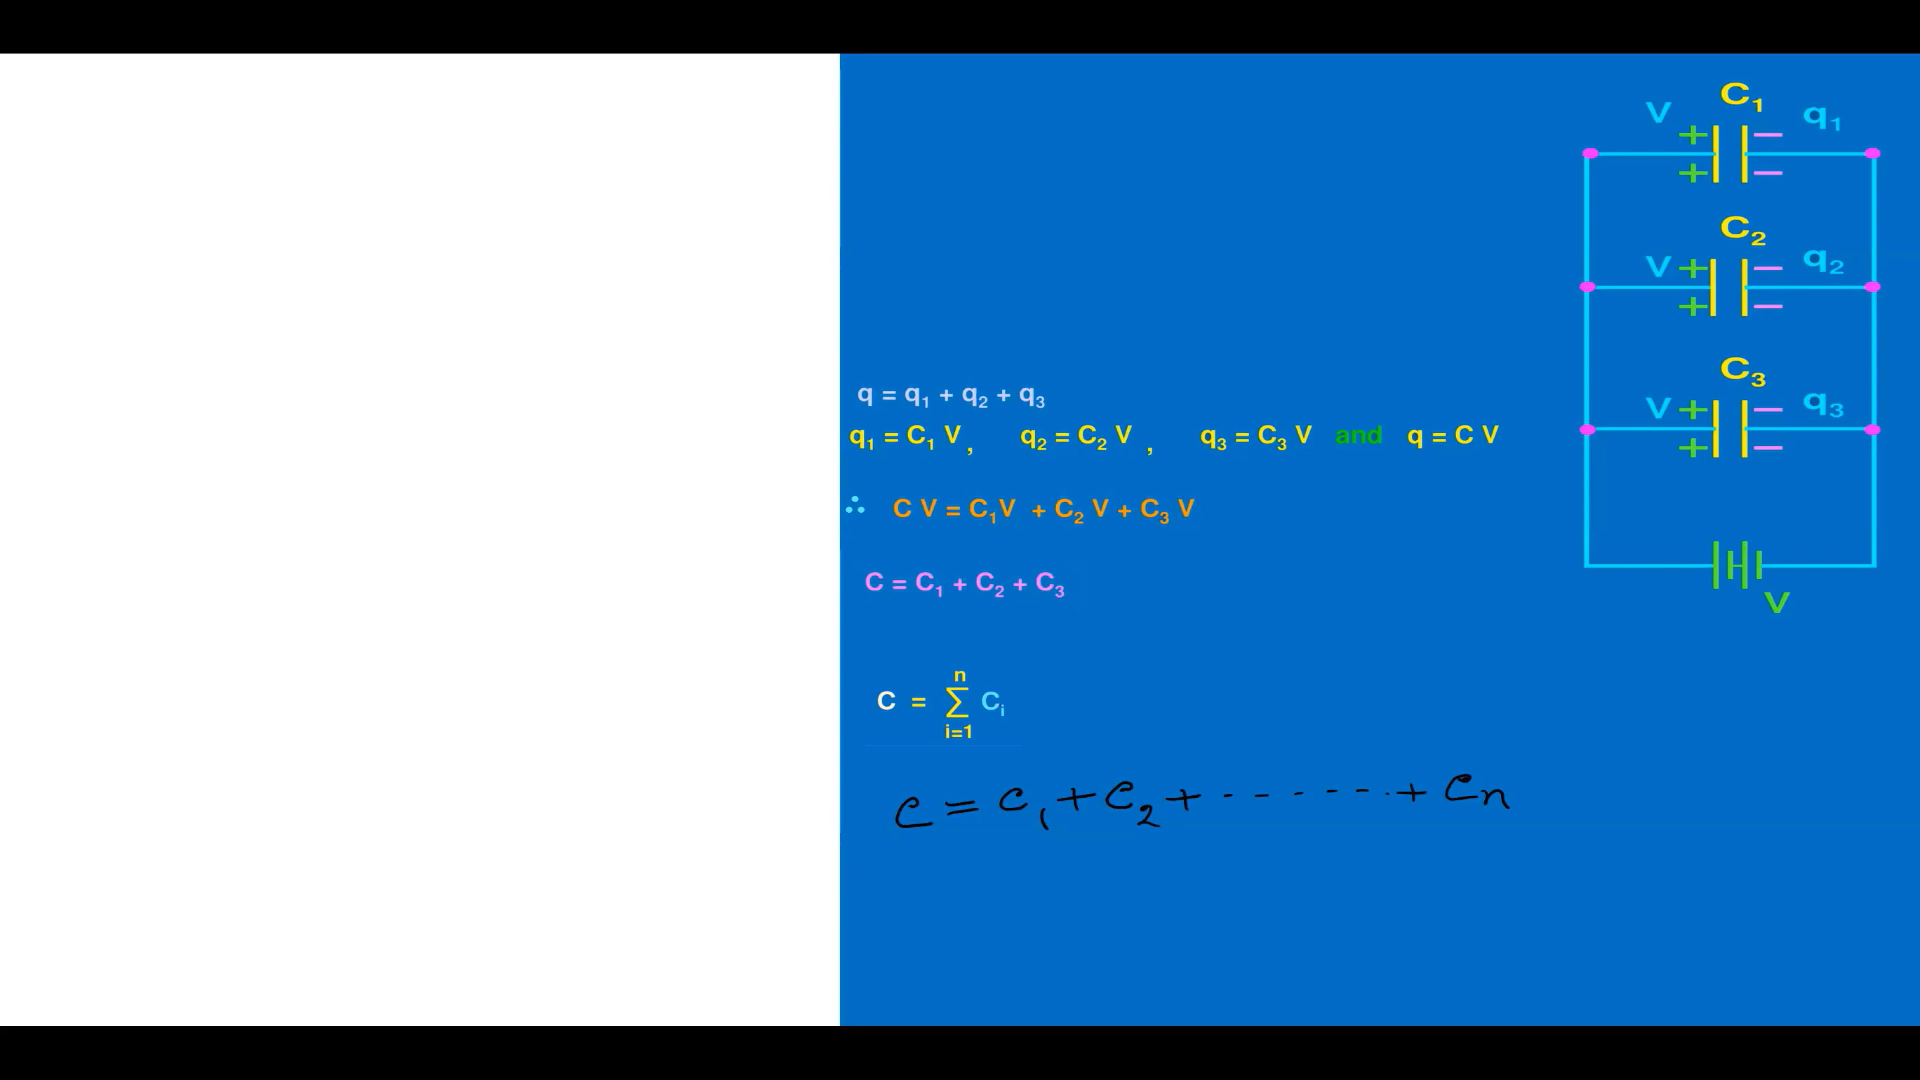 C₁
V q₁
+ −
+ −
C₂
V + − q₂
+ −
C₃
V + − q₃
+ −
V
q = q₁ + q₂ + q₃
q₁ = C₁ V , q₂ = C₂ V , q₃ = C₃ V and q = C V
∴ C V = C₁V + C₂ V + C₃ V
C = C₁ + C₂ + C₃
n
C = ∑ Cᵢ
i=1
C = C₁ + C₂ + - - - - - - + Cn